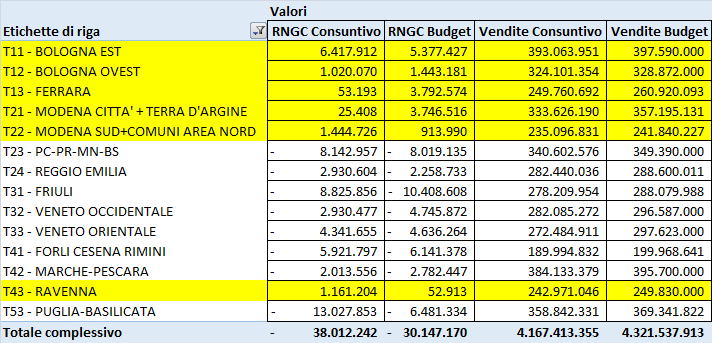 Valori
Etichette di riga RNGC Consuntivo RNGC Budget Vendite Consuntivo Vendite Budget
T11 - BOLOGNA EST 6.417.912 5.377.427 393.063.951 397.590.000
T12 - BOLOGNA OVEST 1.020.070 1.443.181 324.101.354 328.872.000
T13 - FERRARA 53.193 3.792.574 249.760.692 260.920.093
T21 - MODENA CITTA' + TERRA D'ARGINE 25.408 3.746.516 333.626.190 357.195.131
T22 - MODENA SUD+COMUNI AREA NORD 1.444.726 913.990 235.096.831 241.840.227
T23 - PC-PR-MN-BS - 8.142.957 - 8.019.135 340.602.576 349.390.000
T24 - REGGIO EMILIA - 2.930.604 - 2.258.733 282.440.036 288.600.011
T31 - FRIULI - 8.825.856 - 10.408.608 278.209.954 288.079.988
T32 - VENETO OCCIDENTALE - 2.930.477 - 4.745.872 282.085.272 296.587.000
T33 - VENETO ORIENTALE - 4.341.655 - 4.636.264 272.484.911 297.623.000
T41 - FORLI CESENA RIMINI - 5.921.797 - 6.141.378 189.994.832 199.968.641
T42 - MARCHE-PESCARA - 2.013.556 - 2.782.447 384.133.379 395.700.000
T43 - RAVENNA 1.161.204 52.913 242.971.046 249.830.000
T53 - PUGLIA-BASILICATA - 13.027.853 - 6.481.334 358.842.331 369.341.822
Totale complessivo - 38.012.242 - 30.147.170 4.167.413.355 4.321.537.913